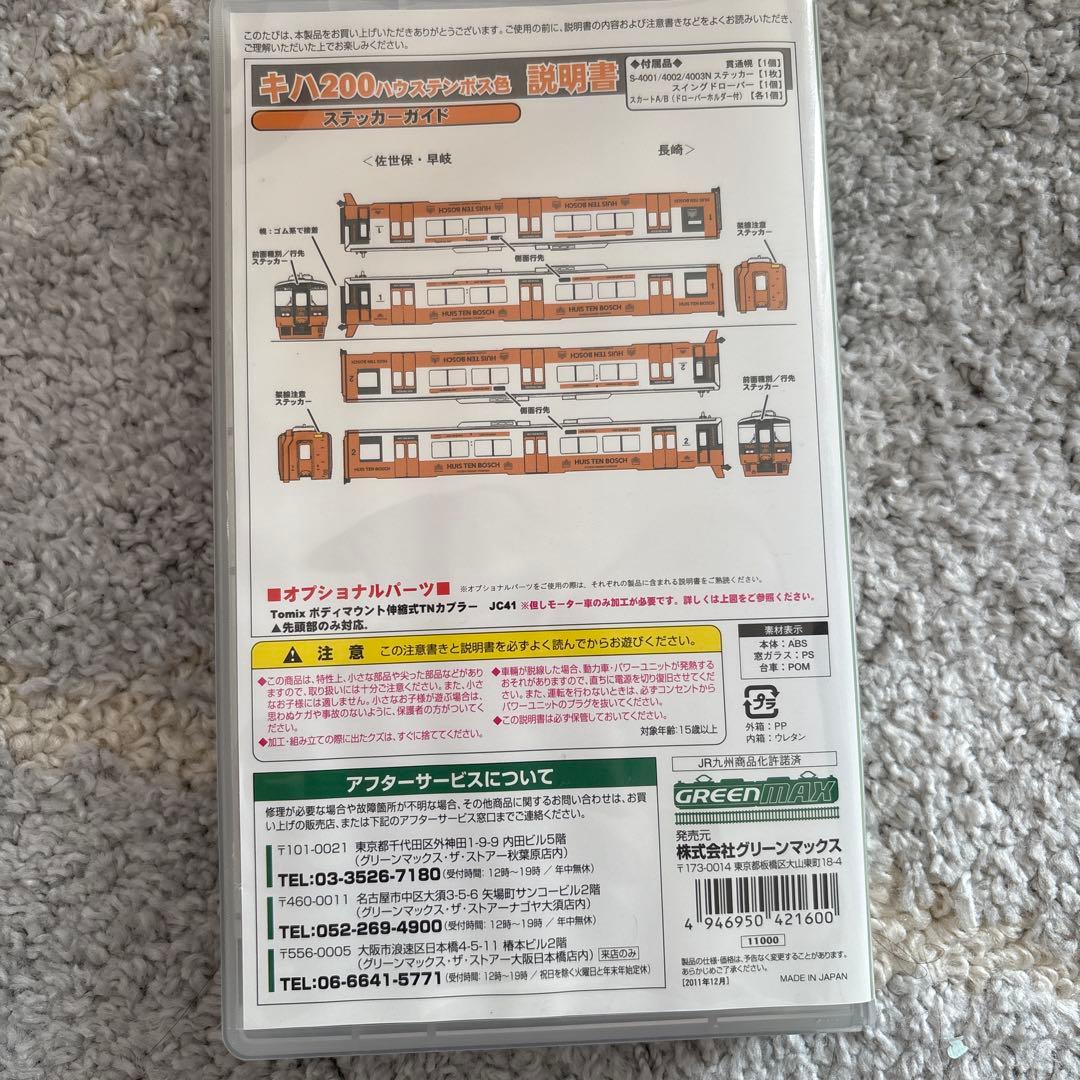 このたびは、本製品をお買い上げいただきありがとうございます。ご使用の前に、説明書の内容および注意書きなどをよくお読みいただき、
ご理解いただいた上でお楽しみください。
キハ200ハウステンボス色 説明書
◆付属品◆ 貫通幌【1個】
S-4001/4002/4003N ステッカー【1枚】
スイングドローバー【1個】
スカートA/B(ドローバーホルダー付)【各1個】
ステッカーガイド
<佐世保・早岐
長崎>
幌:ゴム系で接着
前面種別/行先
ステッカー
側面行先
架線注意
ステッカー
HUIS TEN BOSCH
HUIS TEN BOSCH
1
1
1
1
HUIS TEN BOSCH
HUIS TEN BOSCH
架線注意
ステッカー
側面行先
前面種別/行先
ステッカー
HUIS TEN BOSCH
HUIS TEN BOSCH
HUIS TEN BOSCH
2
2
2
2
HUIS TEN BOSCH
HUIS TEN BOSCH
HUIS TEN BOSCH
■オプショナルパーツ■ ※オプショナルパーツをご使用の際は、それぞれの製品に含まれる説明書をご熟読ください。
Tomix ボディマウント伸縮式TNカプラー JC41 ※但しモーター車のみ加工が必要です。詳しくは上図をご参照ください。
▲先頭部のみ対応。
注意 この注意書きと説明書を必ずよく読んでからお遊びください。
◆この商品は、特性上、小さな部品や尖った部品などがあり
ますので、取り扱いには十分ご注意ください。また、小さ
なお子様には適しません。小さなお子様が遊ぶ場合は、
思わぬケガや事故のないように、保護者の方がついてく
ださい。
◆加工・組み立ての際に出たクズは、すぐに捨ててください。
◆車輌が脱線した場合、動力車・パワーユニットが発熱する
おそれがありますので、直ちに電源を切り復旧させてくだ
さい。また、運転を行わないときは、必ずコンセントから
パワーユニットのプラグを抜いてください。
◆この説明書は必ず保管しておいてください。
対象年齢:15歳以上
素材表示
本体:ABS
窓ガラス:PS
台車:POM
プラ
外箱:PP
内箱:ウレタン
アフターサービスについて
修理が必要な場合や故障箇所が不明な場合、その他商品に関するお問い合わせは、お買
い上げの販売店、または下記のアフターサービス窓口までご連絡ください。
〒101-0021 東京都千代田区外神田1-9-9 内田ビル5階
(グリーンマックス・ザ・ストアー秋葉原店内)
TEL:03-3526-7180(受付時間:12時〜19時 / 年中無休)
〒460-0011 名古屋市中区大須3-5-6 矢場町サンコービル2階
(グリーンマックス・ザ・ストアーナゴヤ大須店内)
TEL:052-269-4900(受付時間:12時〜19時 / 年中無休)
〒556-0005 大阪市浪速区日本橋4-5-11 椿本ビル2階
(グリーンマックス・ザ・ストアー大阪日本橋店内) 来店のみ
TEL:06-6641-5771(受付時間:12時〜19時 / 祝日を除く火曜日と年末年始定休)
JR九州商品化許諾済
GREENMAX
発売元
株式会社グリーンマックス
〒173-0014 東京都板橋区大山東町18-4
4 946950 421600
11000
製品の仕様・価格は、予告なく変更することがあります。
あらかじめご了承ください。
[2011年12月]
MADE IN JAPAN